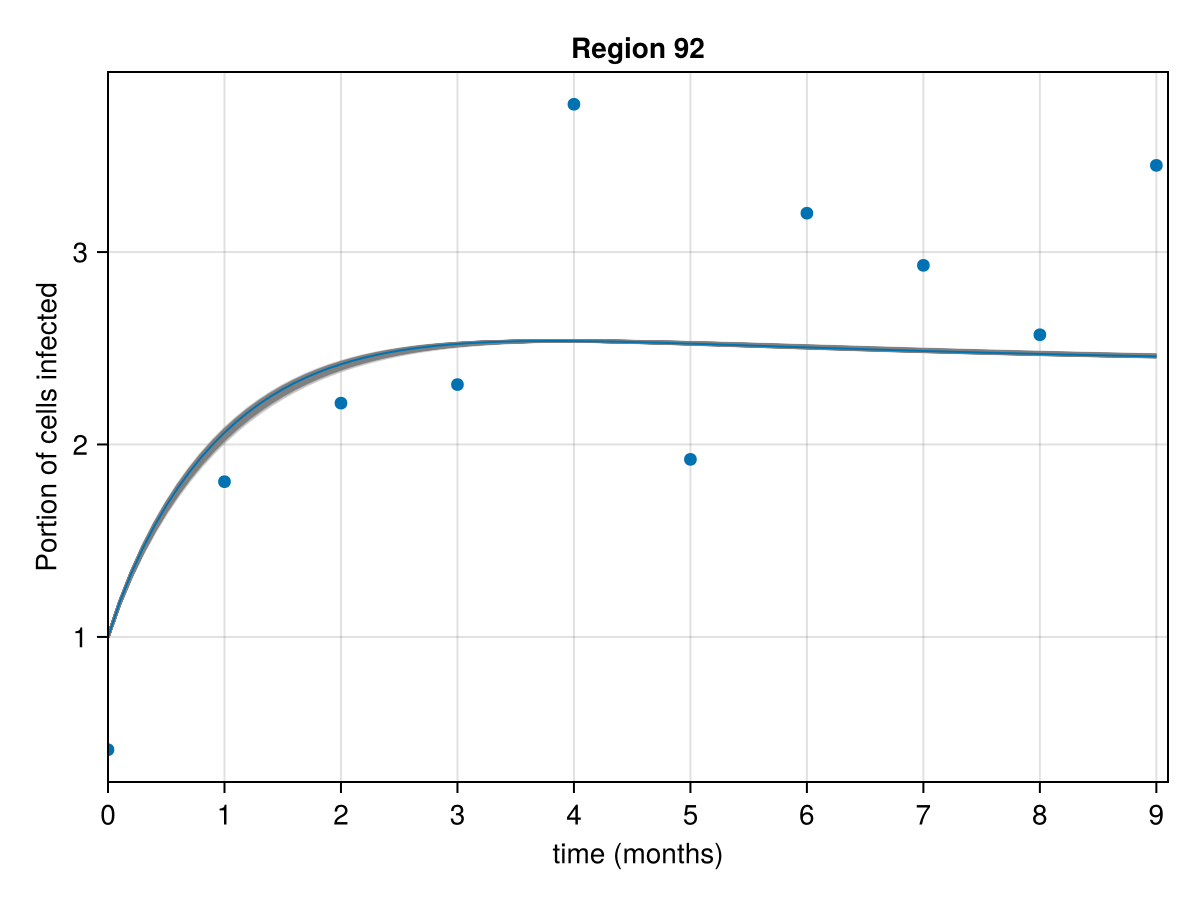 Region 92
Portion of cells infected
3
2
1
0 1 2 3 4 5 6 7 8 9
time (months)